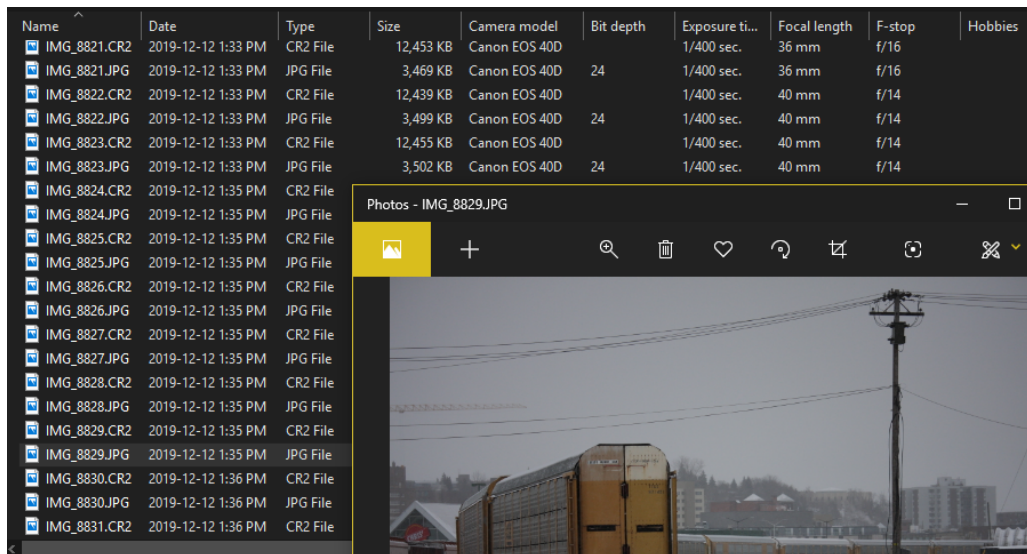 Name Date Type Size Camera model Bit depth Exposure ti... Focal length F-stop Hobbies
IMG_8821.CR2 2019-12-12 1:33 PM CR2 File 12,453 KB Canon EOS 40D 1/400 sec. 36 mm f/16
IMG_8821.JPG 2019-12-12 1:33 PM JPG File 3,469 KB Canon EOS 40D 24 1/400 sec. 36 mm f/16
IMG_8822.CR2 2019-12-12 1:33 PM CR2 File 12,439 KB Canon EOS 40D 1/400 sec. 40 mm f/14
IMG_8822.JPG 2019-12-12 1:33 PM JPG File 3,499 KB Canon EOS 40D 24 1/400 sec. 40 mm f/14
IMG_8823.CR2 2019-12-12 1:33 PM CR2 File 12,455 KB Canon EOS 40D 1/400 sec. 40 mm f/14
IMG_8823.JPG 2019-12-12 1:33 PM JPG File 3,502 KB Canon EOS 40D 24 1/400 sec. 40 mm f/14
IMG_8824.CR2 2019-12-12 1:35 PM CR2 File
IMG_8824.JPG 2019-12-12 1:35 PM JPG File
IMG_8825.CR2 2019-12-12 1:35 PM CR2 File
IMG_8825.JPG 2019-12-12 1:35 PM JPG File
IMG_8826.CR2 2019-12-12 1:35 PM CR2 File
IMG_8826.JPG 2019-12-12 1:35 PM JPG File
IMG_8827.CR2 2019-12-12 1:35 PM CR2 File
IMG_8827.JPG 2019-12-12 1:35 PM JPG File
IMG_8828.CR2 2019-12-12 1:35 PM CR2 File
IMG_8828.JPG 2019-12-12 1:35 PM JPG File
IMG_8829.CR2 2019-12-12 1:35 PM CR2 File
IMG_8829.JPG 2019-12-12 1:35 PM JPG File
IMG_8830.CR2 2019-12-12 1:36 PM CR2 File
IMG_8830.JPG 2019-12-12 1:36 PM JPG File
IMG_8831.CR2 2019-12-12 1:36 PM CR2 File
Photos - IMG_8829.JPG